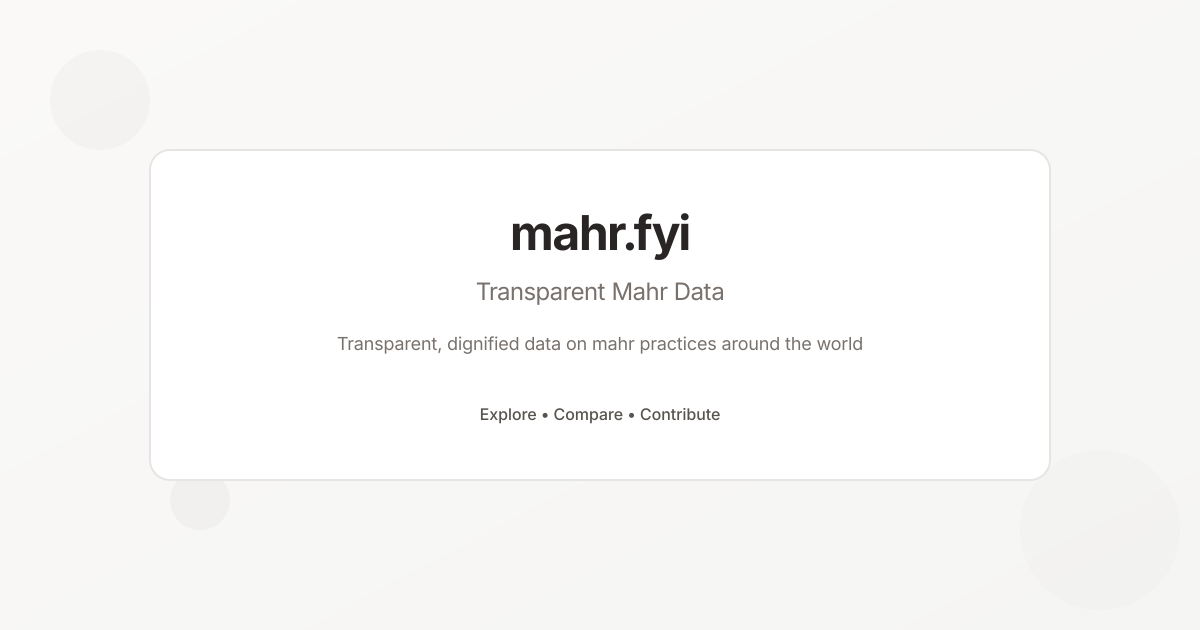 mahr.fyi
Transparent Mahr Data
Transparent, dignified data on mahr practices around the world
Explore • Compare • Contribute